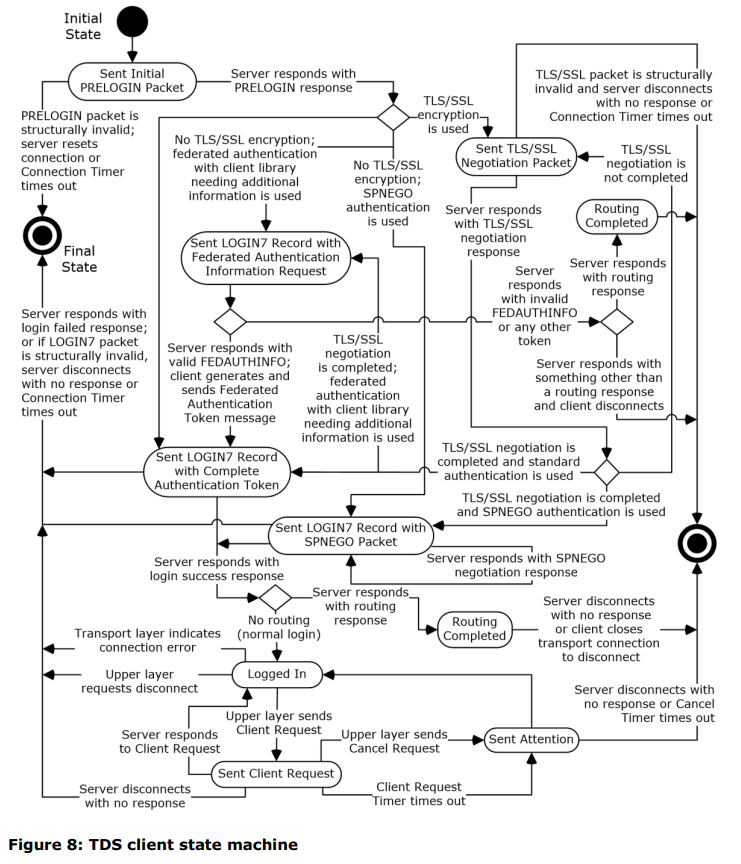 Initial
State
Sent Initial
PRELOGIN Packet
Server responds with
PRELOGIN response
TLS/SSL
encryption
is used
TLS/SSL packet is structurally
invalid and server disconnects
with no response or
Connection Timer times out
PRELOGIN packet is
structurally invalid;
server resets
connection or
Connection Timer
times out
No TLS/SSL encryption;
federated authentication
with client library
needing additional
information is used
No TLS/SSL
encryption;
SPNEGO
authentication
is used
Sent TLS/SSL
Negotiation Packet
TLS/SSL
negotiation is
not completed
Final
State
Sent LOGIN7 Record with
Federated Authentication
Information Request
Server responds
with TLS/SSL
negotiation
response
Routing
Completed
Server responds
with routing
response
Server
responds
with invalid
FEDAUTHINFO
or any other
token
Server responds with
login failed response;
or if LOGIN7 packet
is structurally invalid,
server disconnects
with no response or
Connection Timer
times out
Server responds with
valid FEDAUTHINFO;
client generates and
sends Federated
Authentication
Token message
TLS/SSL
negotiation
is completed;
federated
authentication
with client library
needing additional
information is used
Server responds with
something other than
a routing response
and client disconnects
Sent LOGIN7 Record
with Complete
Authentication Token
TLS/SSL negotiation is
completed and standard
authentication is used
TLS/SSL negotiation is completed
and SPNEGO authentication is used
Sent LOGIN7 Record with
SPNEGO Packet
Server responds with SPNEGO
negotiation response
Server responds with
login success response
Server responds
with routing
response
No routing
(normal login)
Routing
Completed
Server disconnects
with no response
or client closes
transport connection
to disconnect
Transport layer indicates
connection error
Upper layer
requests disconnect
Logged In
Server disconnects with
no response or Cancel
Timer times out
Server responds
to Client Request
Upper layer sends
Client Request
Upper layer sends
Cancel Request
Sent Attention
Sent Client Request
Server disconnects
with no response
Client Request
Timer times out
Figure 8: TDS client state machine